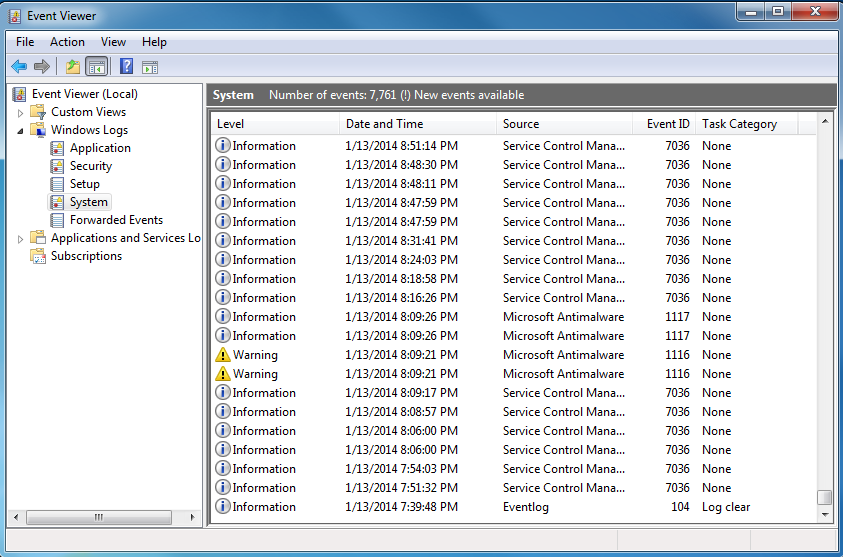 Event Viewer
File Action View Help
Event Viewer (Local)
Custom Views
Windows Logs
Application
Security
Setup
System
Forwarded Events
Applications and Services Lo
Subscriptions
System Number of events: 7,761 (!) New events available
Level Date and Time Source Event ID Task Category
Information 1/13/2014 8:51:14 PM Service Control Mana... 7036 None
Information 1/13/2014 8:48:30 PM Service Control Mana... 7036 None
Information 1/13/2014 8:48:11 PM Service Control Mana... 7036 None
Information 1/13/2014 8:47:59 PM Service Control Mana... 7036 None
Information 1/13/2014 8:47:59 PM Service Control Mana... 7036 None
Information 1/13/2014 8:31:41 PM Service Control Mana... 7036 None
Information 1/13/2014 8:24:03 PM Service Control Mana... 7036 None
Information 1/13/2014 8:18:58 PM Service Control Mana... 7036 None
Information 1/13/2014 8:16:26 PM Service Control Mana... 7036 None
Information 1/13/2014 8:09:26 PM Microsoft Antimalware 1117 None
Information 1/13/2014 8:09:26 PM Microsoft Antimalware 1117 None
Warning 1/13/2014 8:09:21 PM Microsoft Antimalware 1116 None
Warning 1/13/2014 8:09:21 PM Microsoft Antimalware 1116 None
Information 1/13/2014 8:09:17 PM Service Control Mana... 7036 None
Information 1/13/2014 8:08:57 PM Service Control Mana... 7036 None
Information 1/13/2014 8:06:00 PM Service Control Mana... 7036 None
Information 1/13/2014 8:06:00 PM Service Control Mana... 7036 None
Information 1/13/2014 7:54:03 PM Service Control Mana... 7036 None
Information 1/13/2014 7:51:32 PM Service Control Mana... 7036 None
Information 1/13/2014 7:39:48 PM Eventlog 104 Log clear